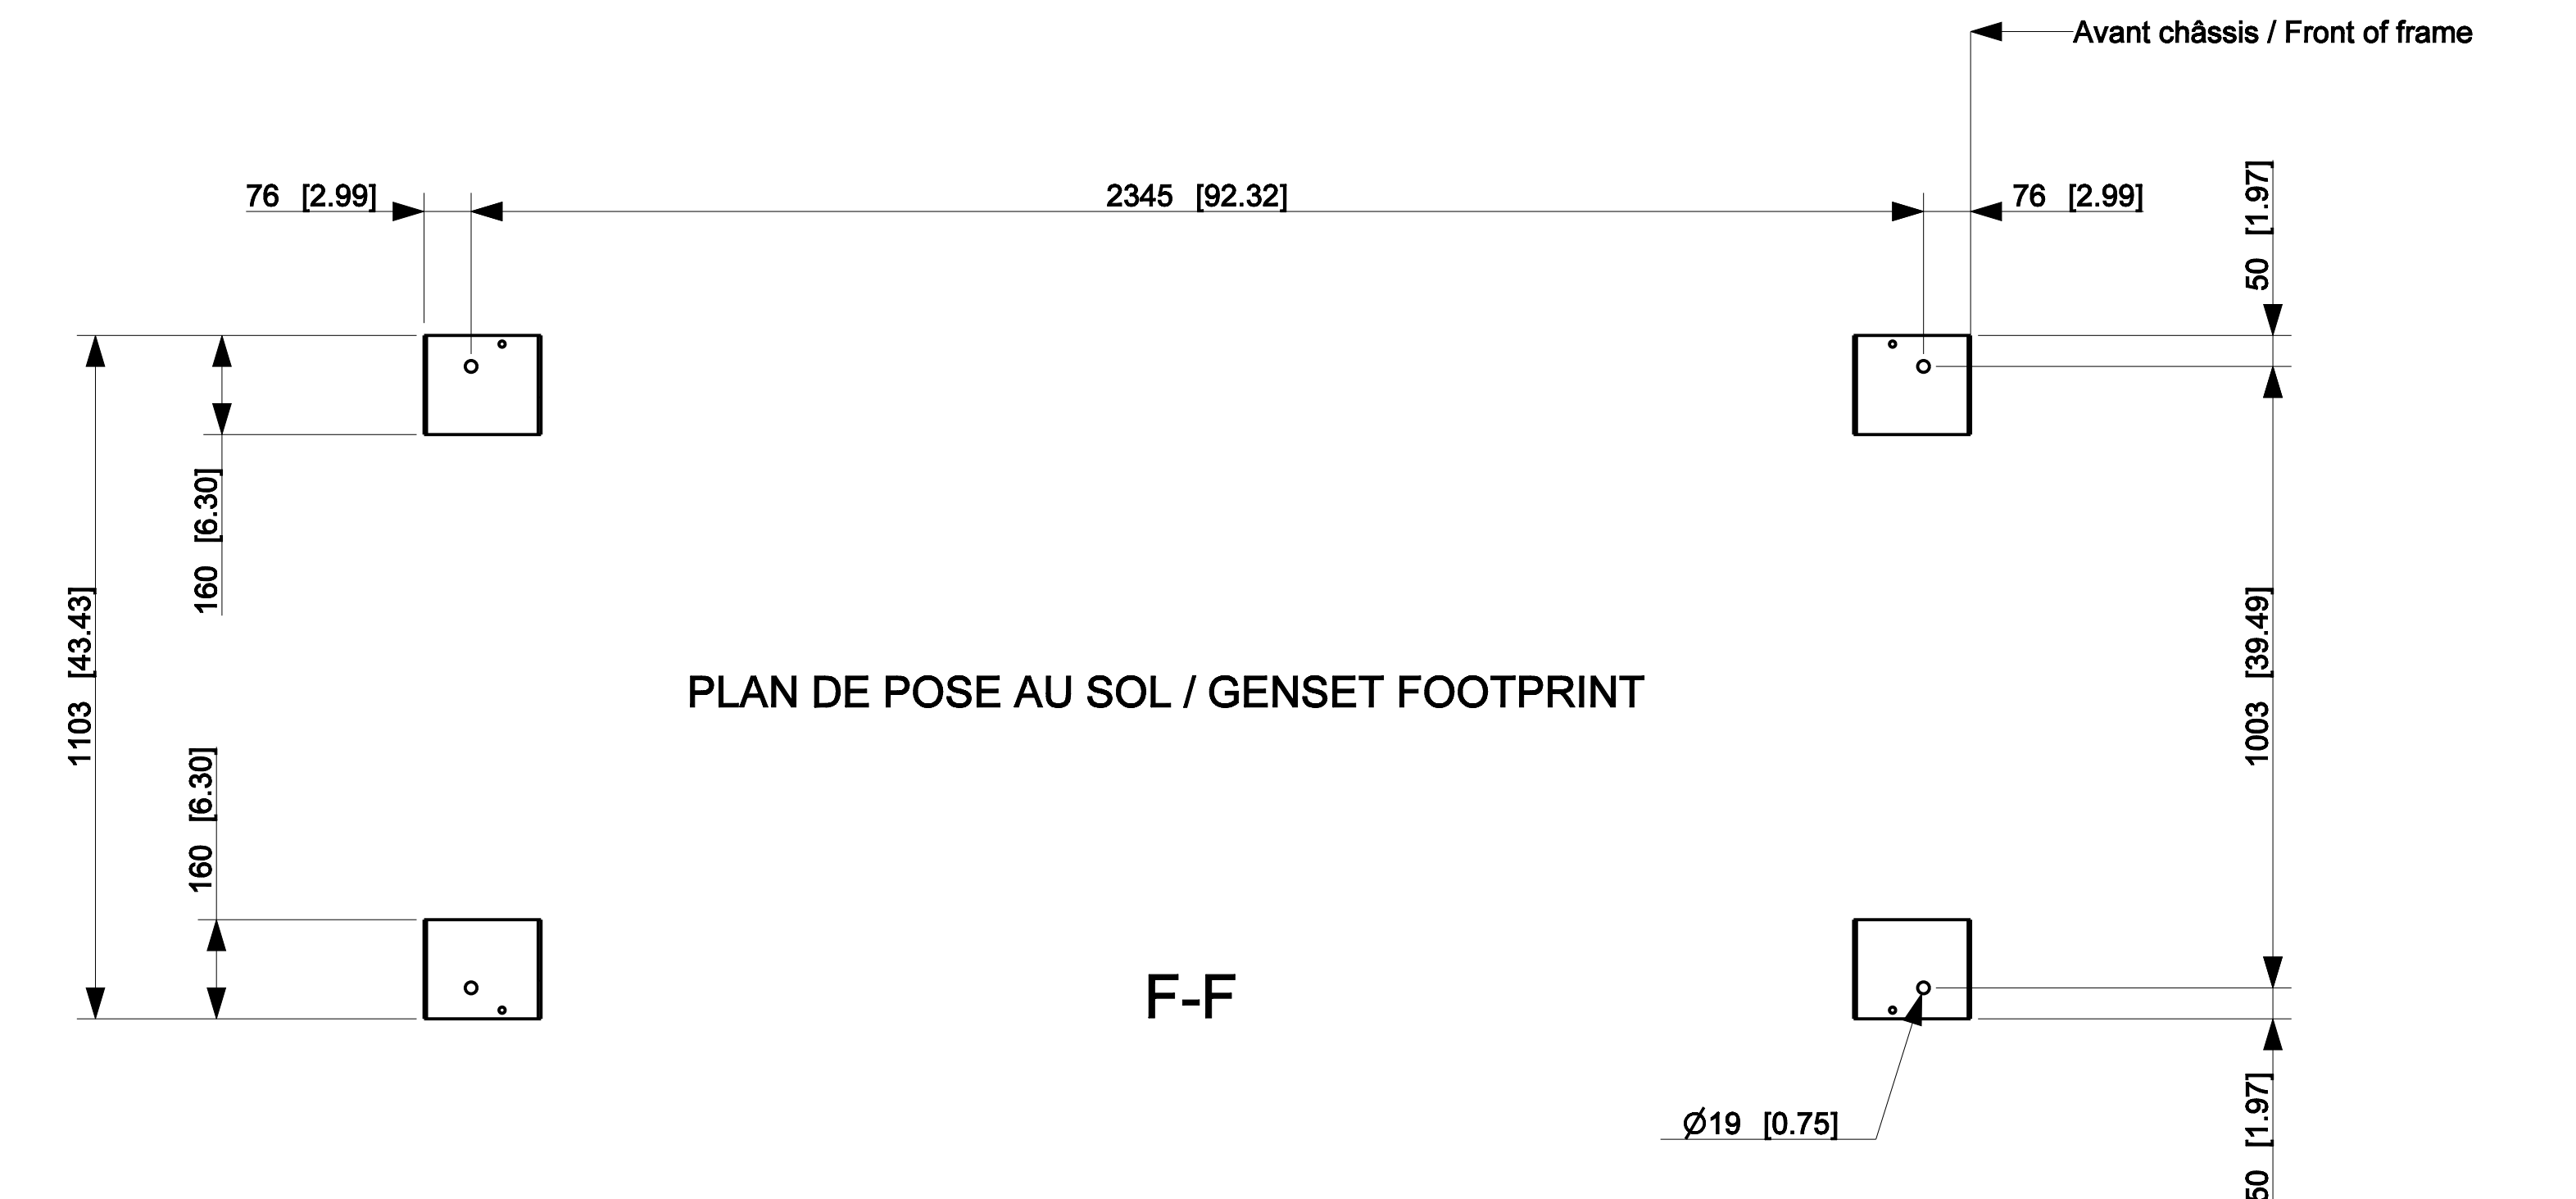 Avant châssis / Front of frame
76 [2.99]
2345 [92.32]
76 [2.99]
50 [1.97]
160 [6.30]
1103 [43.43]
1003 [39.49]
PLAN DE POSE AU SOL / GENSET FOOTPRINT
160 [6.30]
F-F
Ø19 [0.75]
50 [1.97]